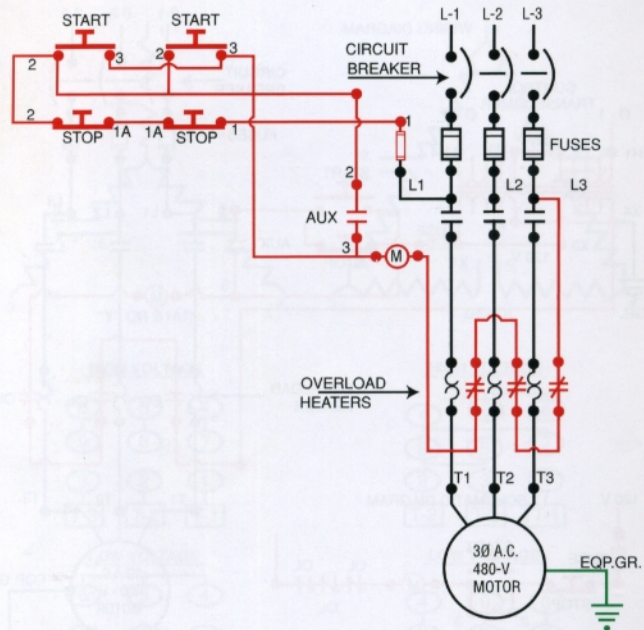 START
START
L-1
L-2
L-3
2
3
2
3
CIRCUIT
BREAKER
2
STOP
1A
1A
STOP
1
1
FUSES
2
L1
L2
L3
AUX
3
M
OVERLOAD
HEATERS
T1
T2
T3
3Ø A.C.
480-V
MOTOR
EQP.GR.